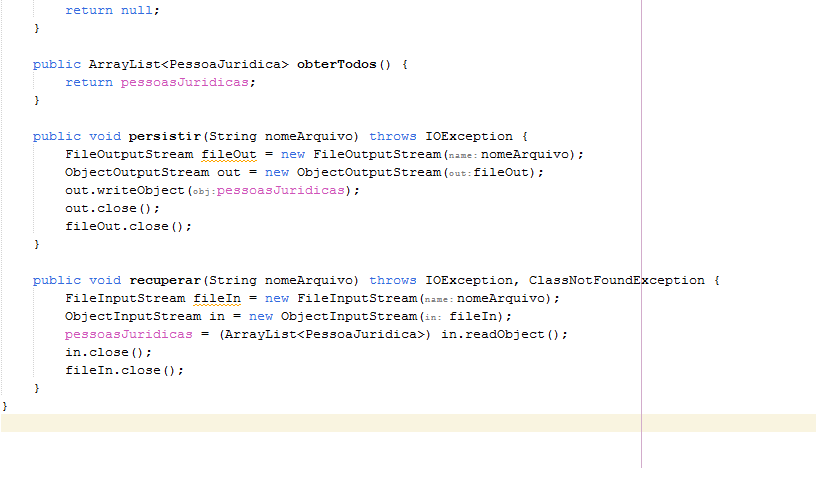 return null;
}
public ArrayList<PessoaJuridica> obterTodos() {
return pessoasJuridicas;
}
public void persistir(String nomeArquivo) throws IOException {
FileOutputStream fileOut = new FileOutputStream(name: nomeArquivo);
ObjectOutputStream out = new ObjectOutputStream(out: fileOut);
out.writeObject(obj: pessoasJuridicas);
out.close();
fileOut.close();
}
public void recuperar(String nomeArquivo) throws IOException, ClassNotFoundException {
FileInputStream fileIn = new FileInputStream(name: nomeArquivo);
ObjectInputStream in = new ObjectInputStream(in: fileIn);
pessoasJuridicas = (ArrayList<PessoaJuridica>) in.readObject();
in.close();
fileIn.close();
}
}